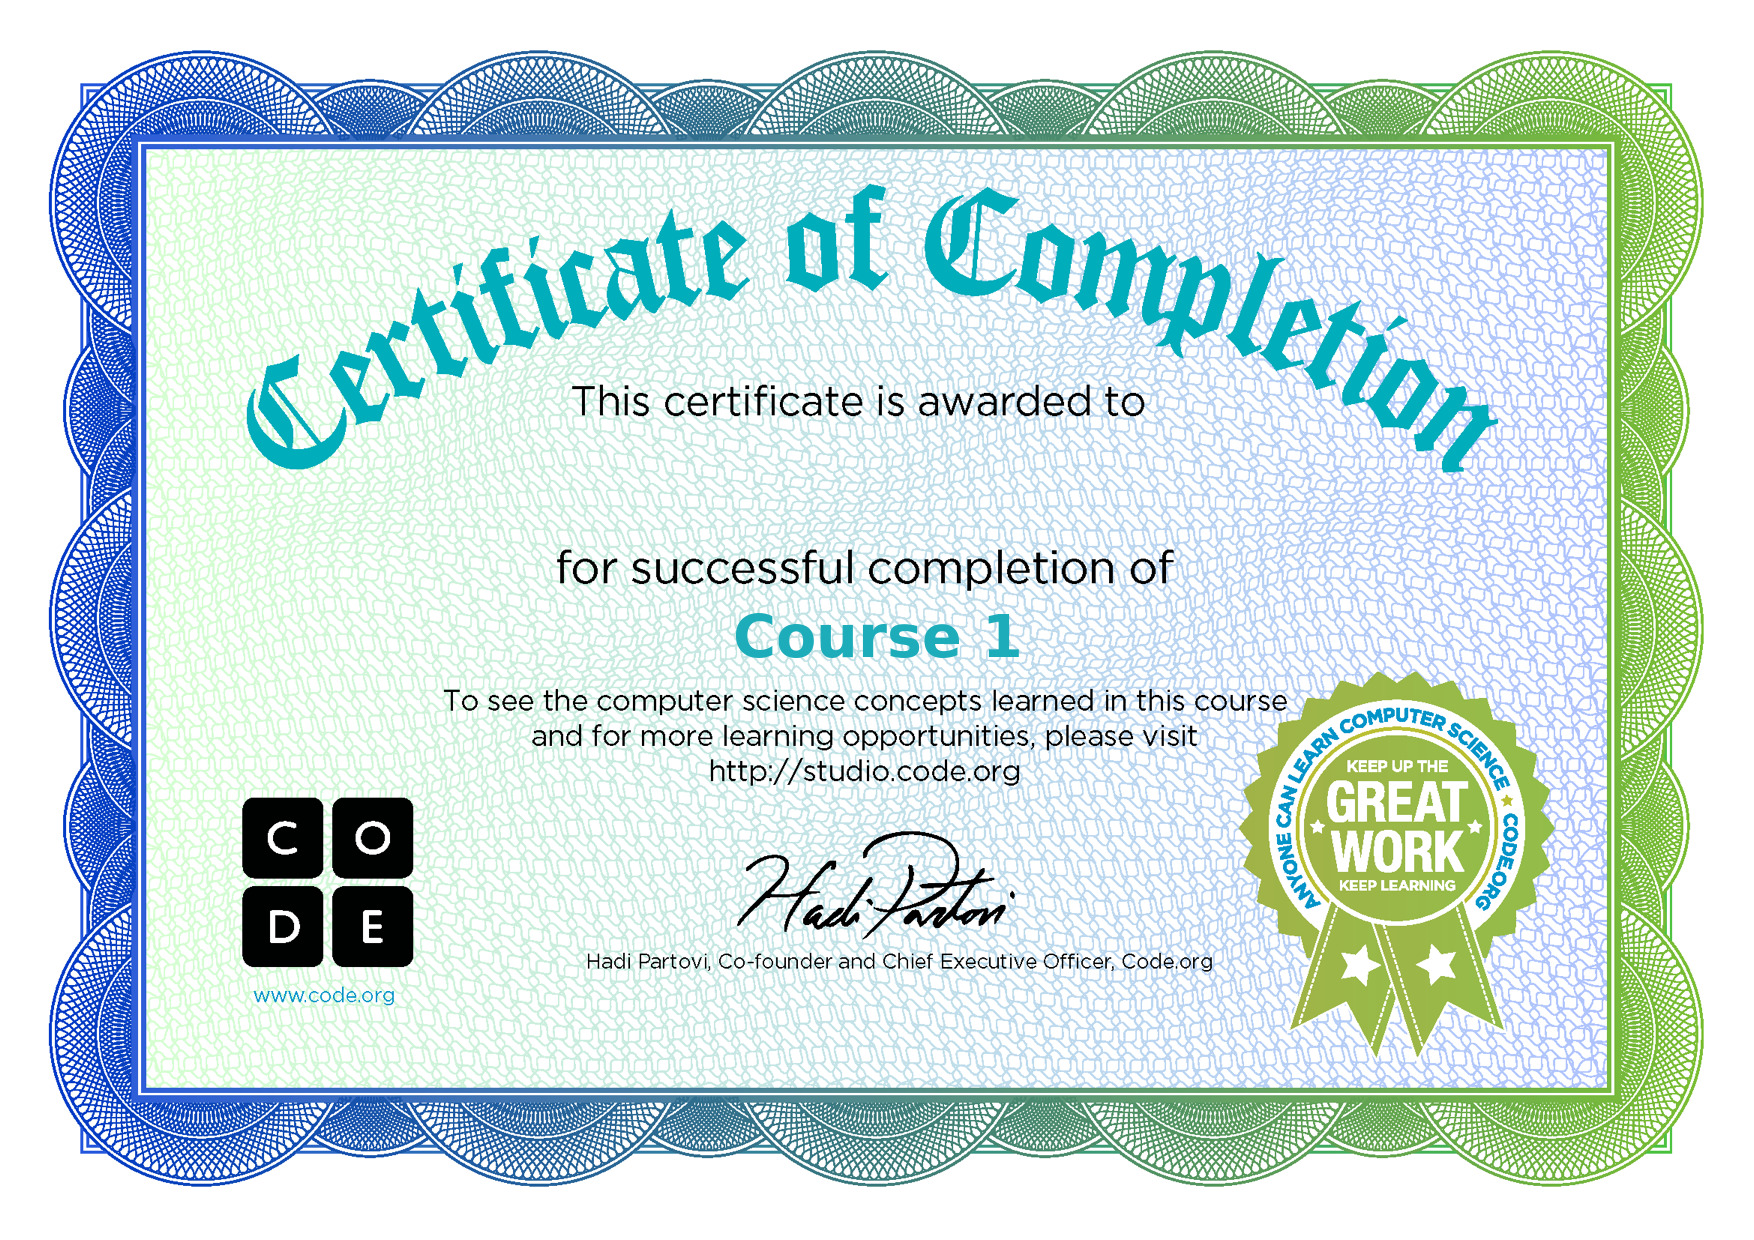 Certificate of Completion
This certificate is awarded to
for successful completion of
Course 1
To see the computer science concepts learned in this course
and for more learning opportunities, please visit
http://studio.code.org
C O
D E
www.code.org
Hadi Partovi
Hadi Partovi, Co-founder and Chief Executive Officer, Code.org
ANYONE CAN LEARN COMPUTER SCIENCE ★ CODE.ORG
KEEP UP THE
GREAT
WORK
KEEP LEARNING